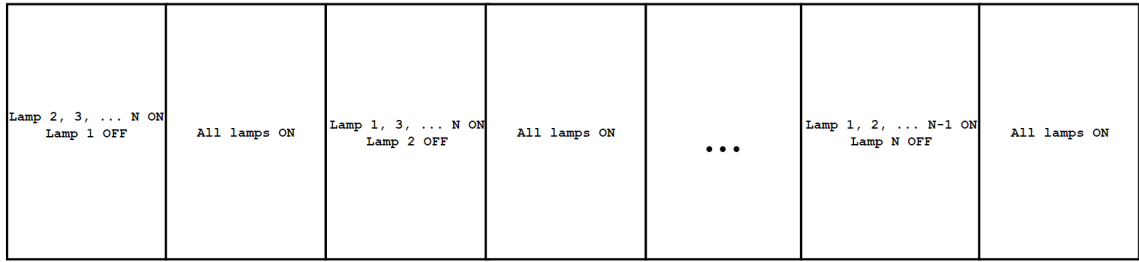 Lamp 2, 3, ... N ON
Lamp 1 OFF
All lamps ON
Lamp 1, 3, ... N ON
Lamp 2 OFF
All lamps ON
...
Lamp 1, 2, ... N-1 ON
Lamp N OFF
All lamps ON